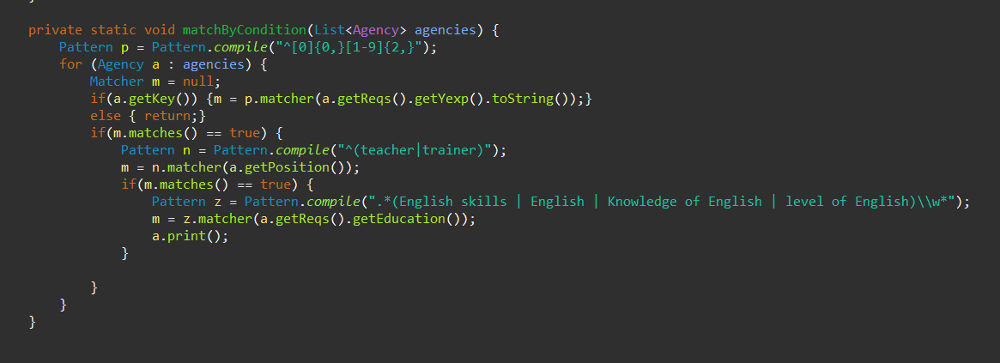 private static void matchByCondition(List<Agency> agencies) {
Pattern p = Pattern.compile("^[0]{0,}[1-9]{2,}");
for (Agency a : agencies) {
Matcher m = null;
if(a.getKey()) {m = p.matcher(a.getReqs().getYexp().toString());}
else { return;}
if(m.matches() == true) {
Pattern n = Pattern.compile("^(teacher|trainer)");
m = n.matcher(a.getPosition());
if(m.matches() == true) {
Pattern z = Pattern.compile(".*(English skills | English | Knowledge of English | level of English)\\w*");
m = z.matcher(a.getReqs().getEducation());
a.print();
}
}
}
}